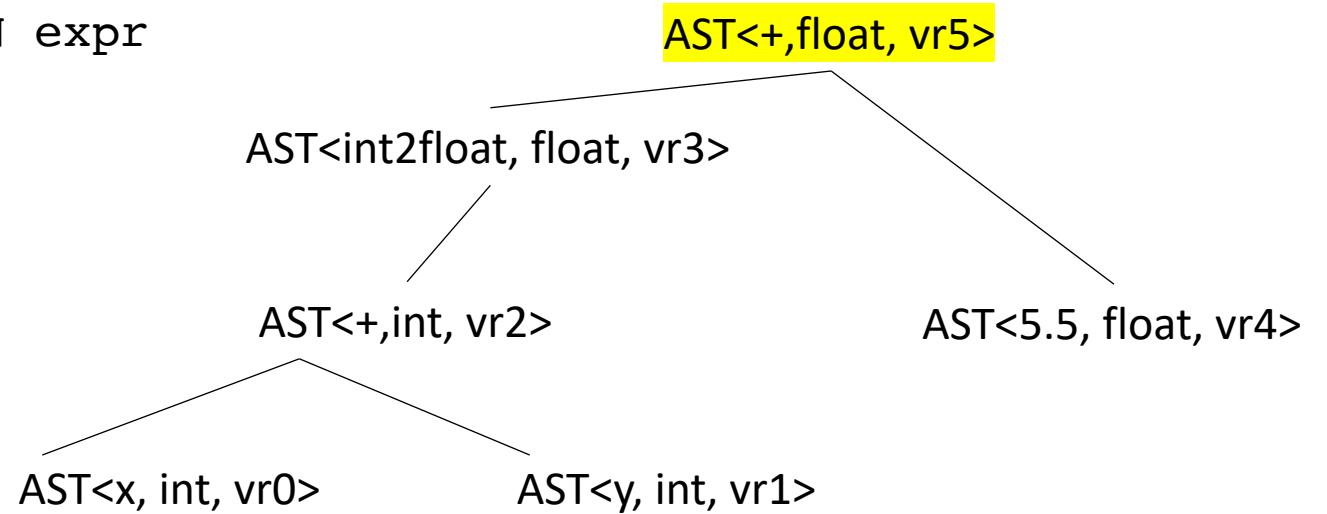 expr
AST<+,float, vr5>
AST<int2float, float, vr3>
AST<+,int, vr2>
AST<5.5, float, vr4>
AST<x, int, vr0>
AST<y, int, vr1>